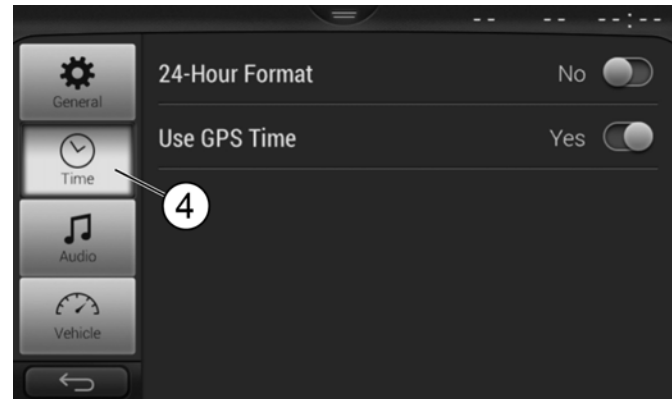 -- -- --:--
General
24-Hour Format No
Time
Use GPS Time Yes
4
Audio
Vehicle